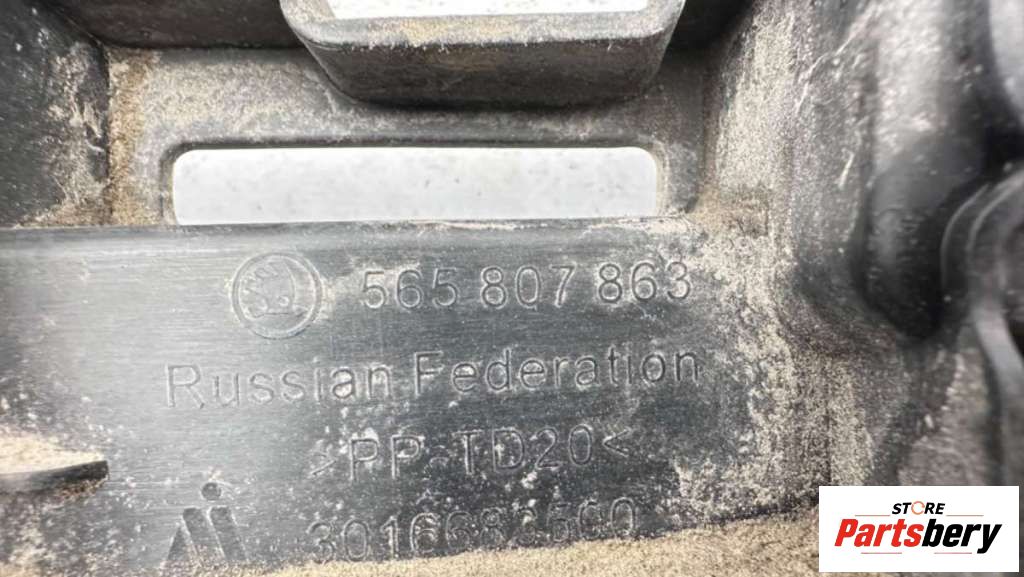 565 807 863
Russian Federation
>PP-TD20<
STORE
Partsbery